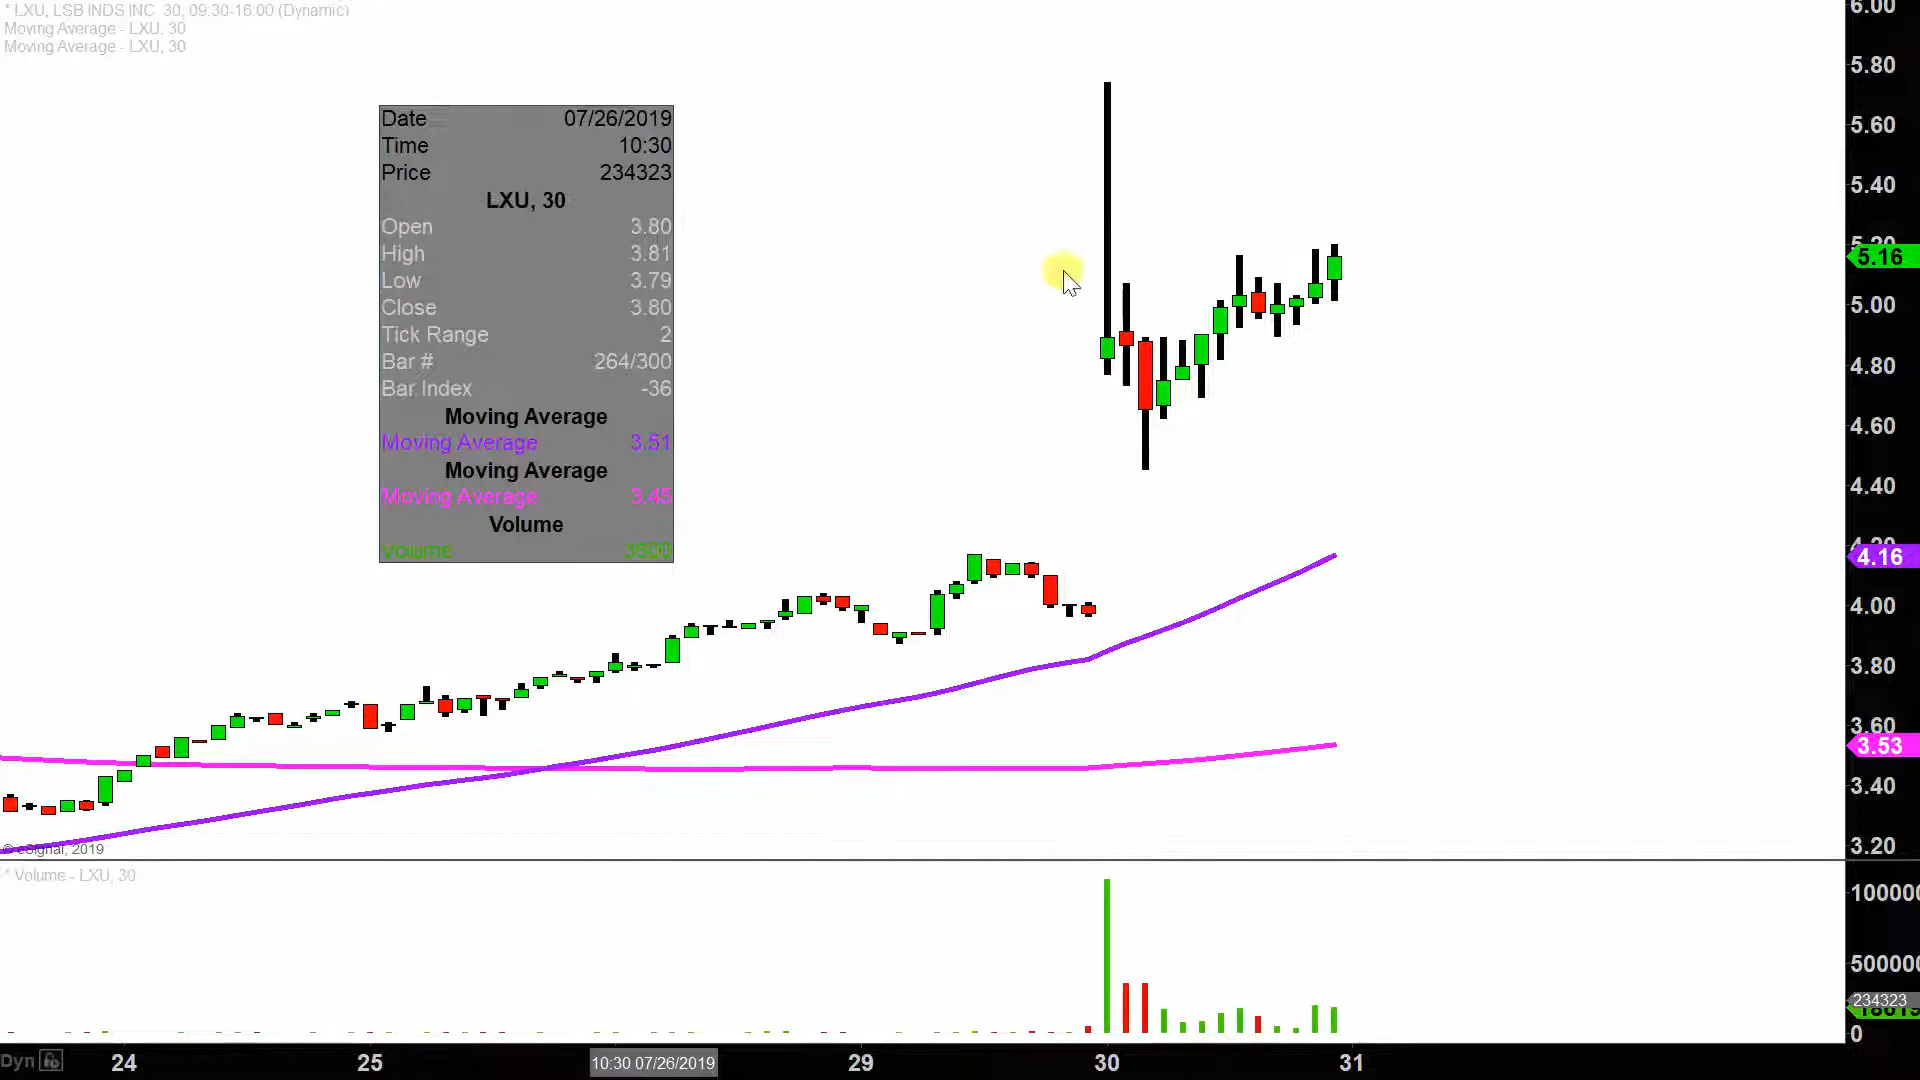 * LXU, LSB INDS INC 30, 09:30-16:00 (Dynamic)
Moving Average - LXU, 30
Moving Average - LXU, 30
Date 07/26/2019
Time 10:30
Price 234323
LXU, 30
Open 3.80
High 3.81
Low 3.79
Close 3.80
Tick Range 2
Bar # 264/300
Bar Index -36
Moving Average
Moving Average 3.51
Moving Average
Moving Average 3.45
Volume
Volume 3600
6.00
5.80
5.60
5.40
5.20
5.16
5.00
4.80
4.60
4.40
4.20
4.16
4.00
3.80
3.60
3.53
3.40
3.20
© eSignal, 2019
* Volume - LXU, 30
100000
500000
234323
0
Dyn
24
25
10:30 07/26/2019
29
30
31